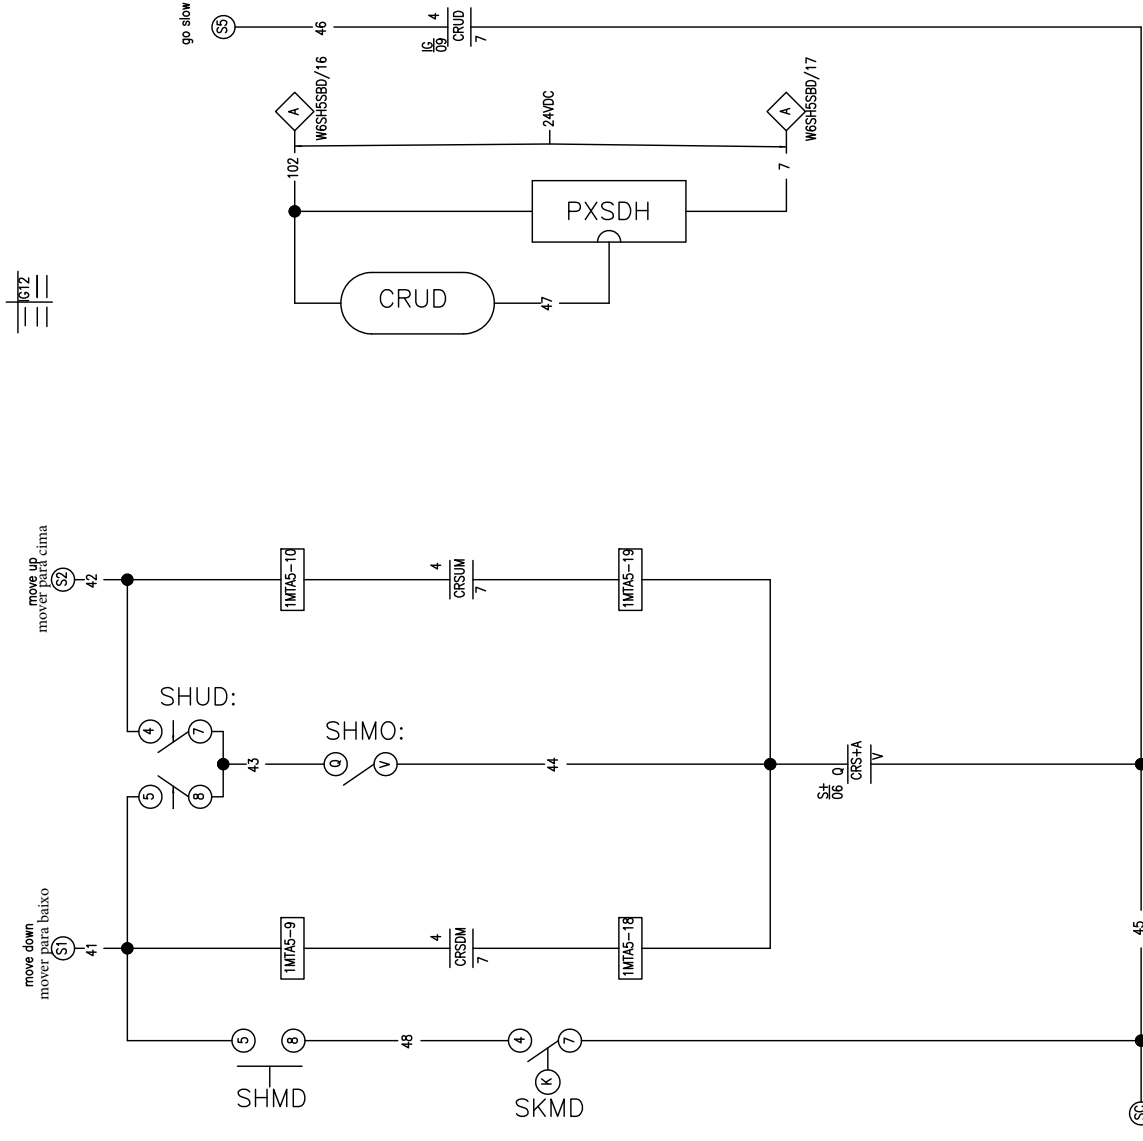 go slow
S5
46
4
IG
09
CRUD
7
A
W6SH5SBD/16
24VDC
A
W6SH5SBD/17
102
7
PXSDH
IG12
CRUD
47
move up
mover para cima
S2
42
1MTA5-10
4
CRSUM
7
1MTA5-19
SHUD:
4
7
SHMO:
5
8
43
Q
V
44
S±
06
Q
CRS+A
V
move down
mover para baixo
S1
41
1MTA5-9
4
CRSDM
7
1MTA5-18
45
5
8
48
4
7
K
SHMD
SKMD